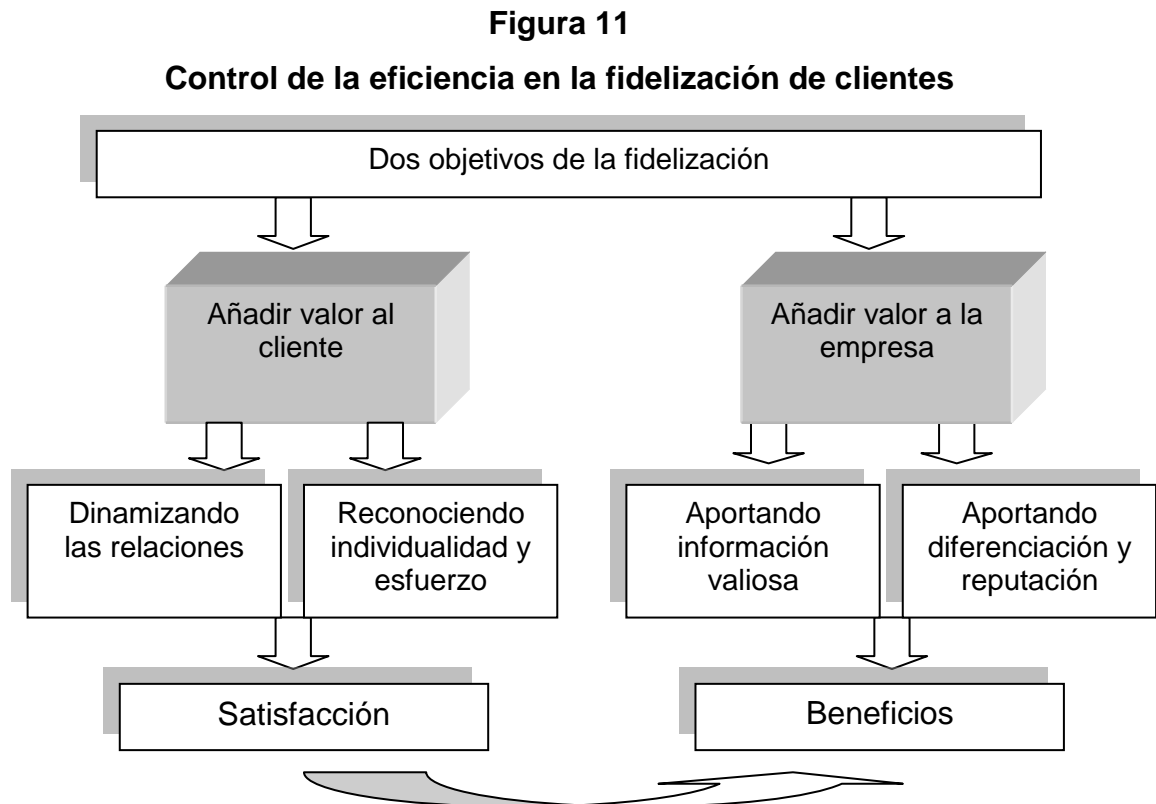 Figura 11
Control de la eficiencia en la fidelización de clientes
Dos objetivos de la fidelización
Añadir valor al
cliente
Añadir valor a la
empresa
Dinamizando
las relaciones
Reconociendo
individualidad y
esfuerzo
Aportando
información
valiosa
Aportando
diferenciación y
reputación
Satisfacción
Beneficios